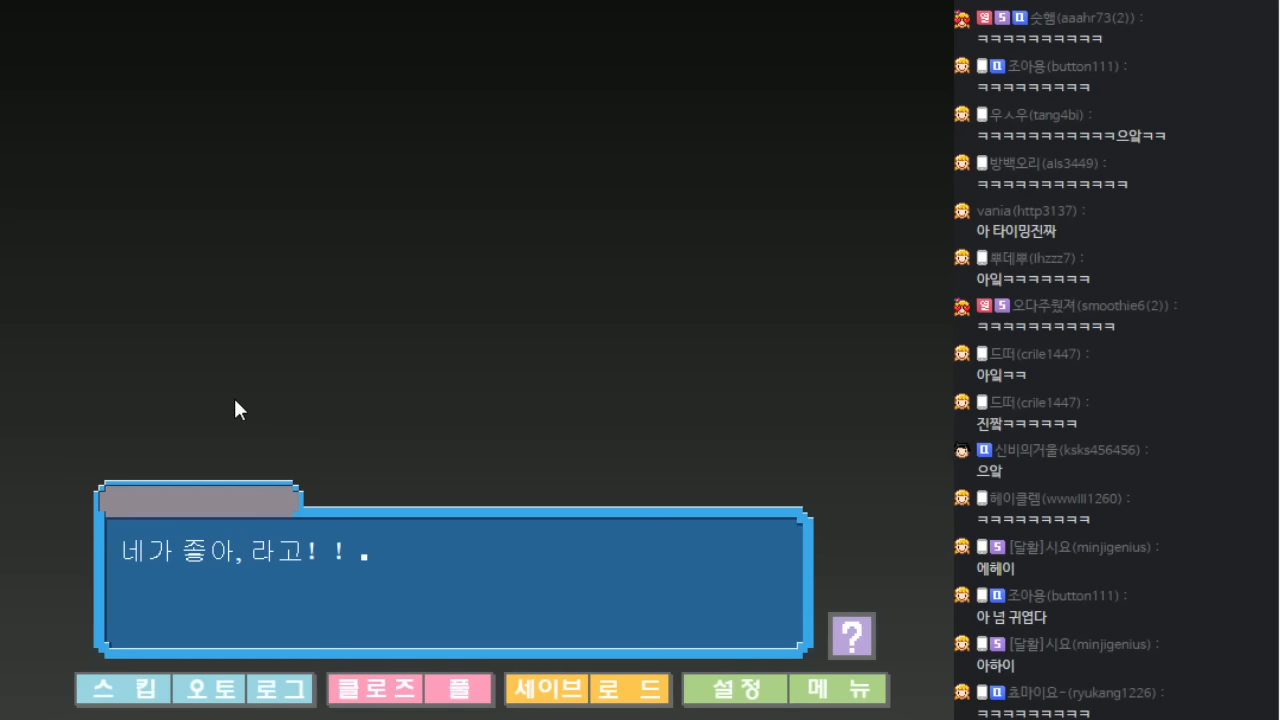 네가 좋아, 라고! !
?
스 킵 오토 로그 클로즈 풀 세이브 로 드 설정 메 뉴
열 S 숏햄(aaahr73(2)) :
ㅋㅋㅋㅋㅋㅋㅋㅋㅋㅋ
조아용(button111) :
ㅋㅋㅋㅋㅋㅋㅋㅋㅋ
우ㅅ우(tang4bi) :
ㅋㅋㅋㅋㅋㅋㅋㅋㅋㅋㅋ으앜ㅋㅋ
방백오리(als3449) :
ㅋㅋㅋㅋㅋㅋㅋㅋㅋㅋㅋㅋ
vania(http3137) :
아 타이밍진짜
뿌데뿌(lhzzz7) :
아잌ㅋㅋㅋㅋㅋㅋㅋ
열 S 오다주웠져(smoothie6(2)) :
ㅋㅋㅋㅋㅋㅋㅋㅋㅋㅋㅋ
드떠(crile1447) :
아잌ㅋㅋ
드떠(crile1447) :
진짴ㅋㅋㅋㅋㅋㅋ
신비의거울(ksks456456) :
으앜
헤이클렘(wwwlll1260) :
ㅋㅋㅋㅋㅋㅋㅋㅋㅋ
S [달활]시요(minjigenius) :
에헤이
조아용(button111) :
아 넘 귀엽다
S [달활]시요(minjigenius) :
아하이
쵸마이요~(ryukang1226) :
ㅋㅋㅋㅋㅋㅋㅋㅋㅋ